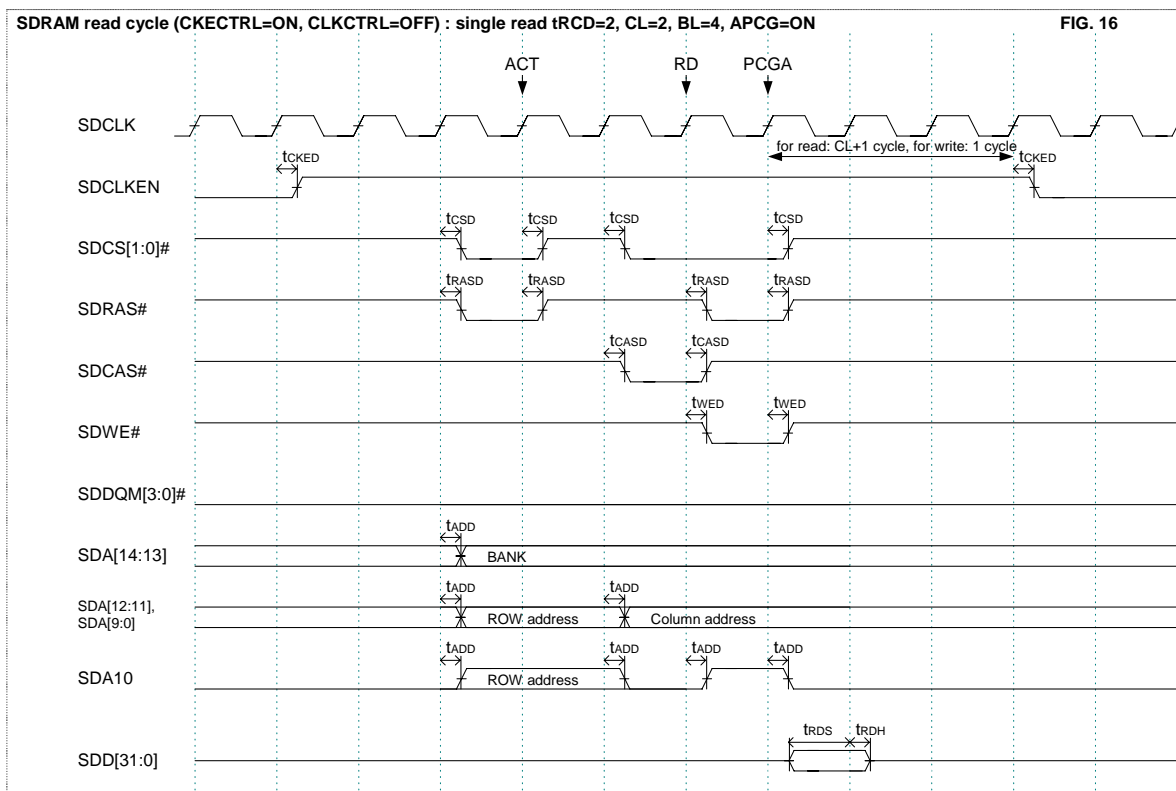 SDRAM read cycle (CKECTRL=ON, CLKCTRL=OFF) : single read tRCD=2, CL=2, BL=4, APCG=ON FIG. 16
ACT RD PCGA
SDCLK
for read: CL+1 cycle, for write: 1 cycle
tCKED tCKED
SDCLKEN
tCSD tCSD tCSD tCSD
SDCS[1:0]#
tRASD tRASD tRASD tRASD
SDRAS#
tCASD tCASD
SDCAS#
tWED tWED
SDWE#
SDDQM[3:0]#
tADD
SDA[14:13] BANK
tADD tADD
SDA[12:11],
SDA[9:0] ROW address Column address
tADD tADD tADD tADD
SDA10 ROW address
tRDS tRDH
SDD[31:0]